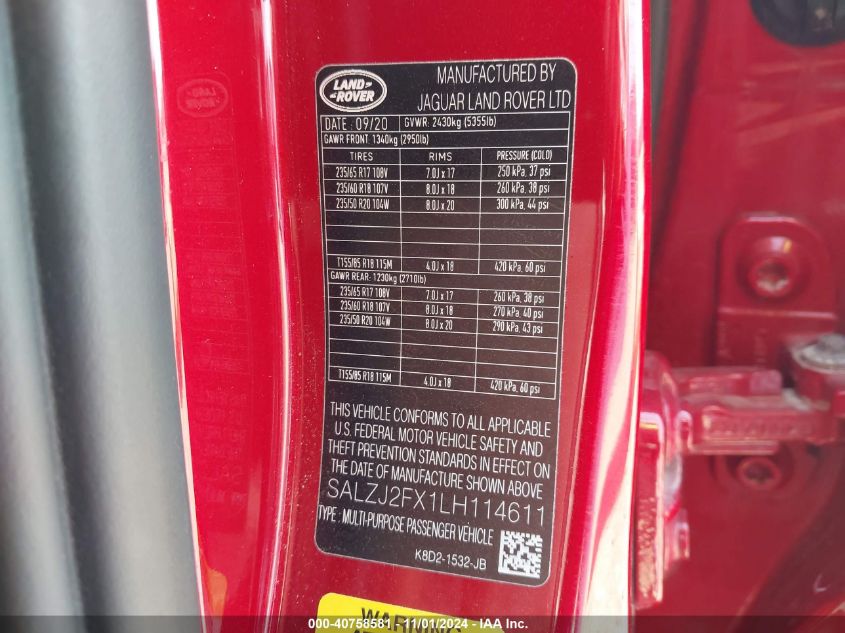 LAND
ROVER
MANUFACTURED BY
JAGUAR LAND ROVER LTD
DATE : 09/20 GVWR: 2430kg (5355lb)
GAWR FRONT: 1340kg (2950lb)
TIRES RIMS PRESSURE (COLD)
235/65 R17 108V 7.0J x 17 250 kPa, 37 psi
235/60 R18 107V 8.0J x 18 260 kPa, 38 psi
235/50 R20 104W 8.0J x 20 300 kPa, 44 psi
T155/85 R18 115M 4.0J x 18 420 kPa, 60 psi
GAWR REAR: 1230kg (2710lb)
235/65 R17 108V 7.0J x 17 260 kPa, 38 psi
235/60 R18 107V 8.0J x 18 270 kPa, 40 psi
235/50 R20 104W 8.0J x 20 290 kPa, 43 psi
T155/85 R18 115M 4.0J x 18 420 kPa, 60 psi
THIS VEHICLE CONFORMS TO ALL APPLICABLE
U.S. FEDERAL MOTOR VEHICLE SAFETY AND
THEFT PREVENTION STANDARDS IN EFFECT ON
THE DATE OF MANUFACTURE SHOWN ABOVE
SALZJ2FX1LH114611
TYPE : MULTI-PURPOSE PASSENGER VEHICLE
K8D2-1532-JB
WARNING
000-40758581 11/01/2024 - 16:09:51